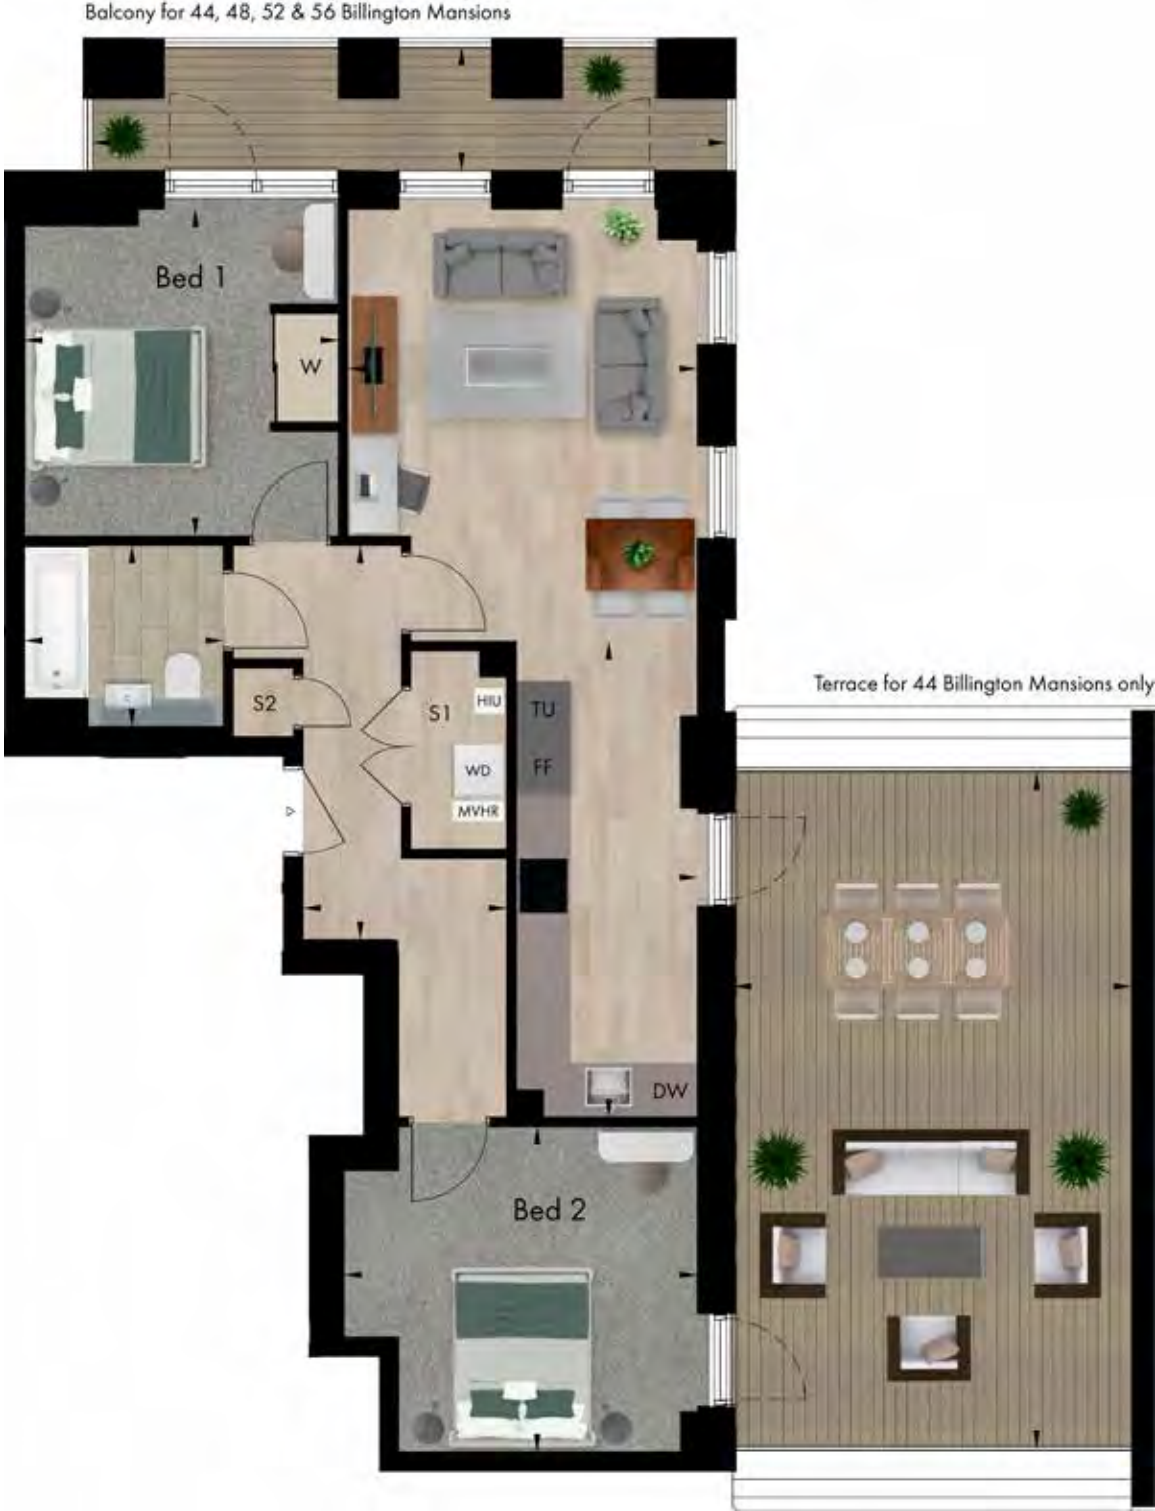 Balcony for 44, 48, 52 & 56 Billington Mansions
Bed 1
W
Terrace for 44 Billington Mansions only
S2
S1
HIU
TU
C
WD
FF
MVHR
DW
Bed 2